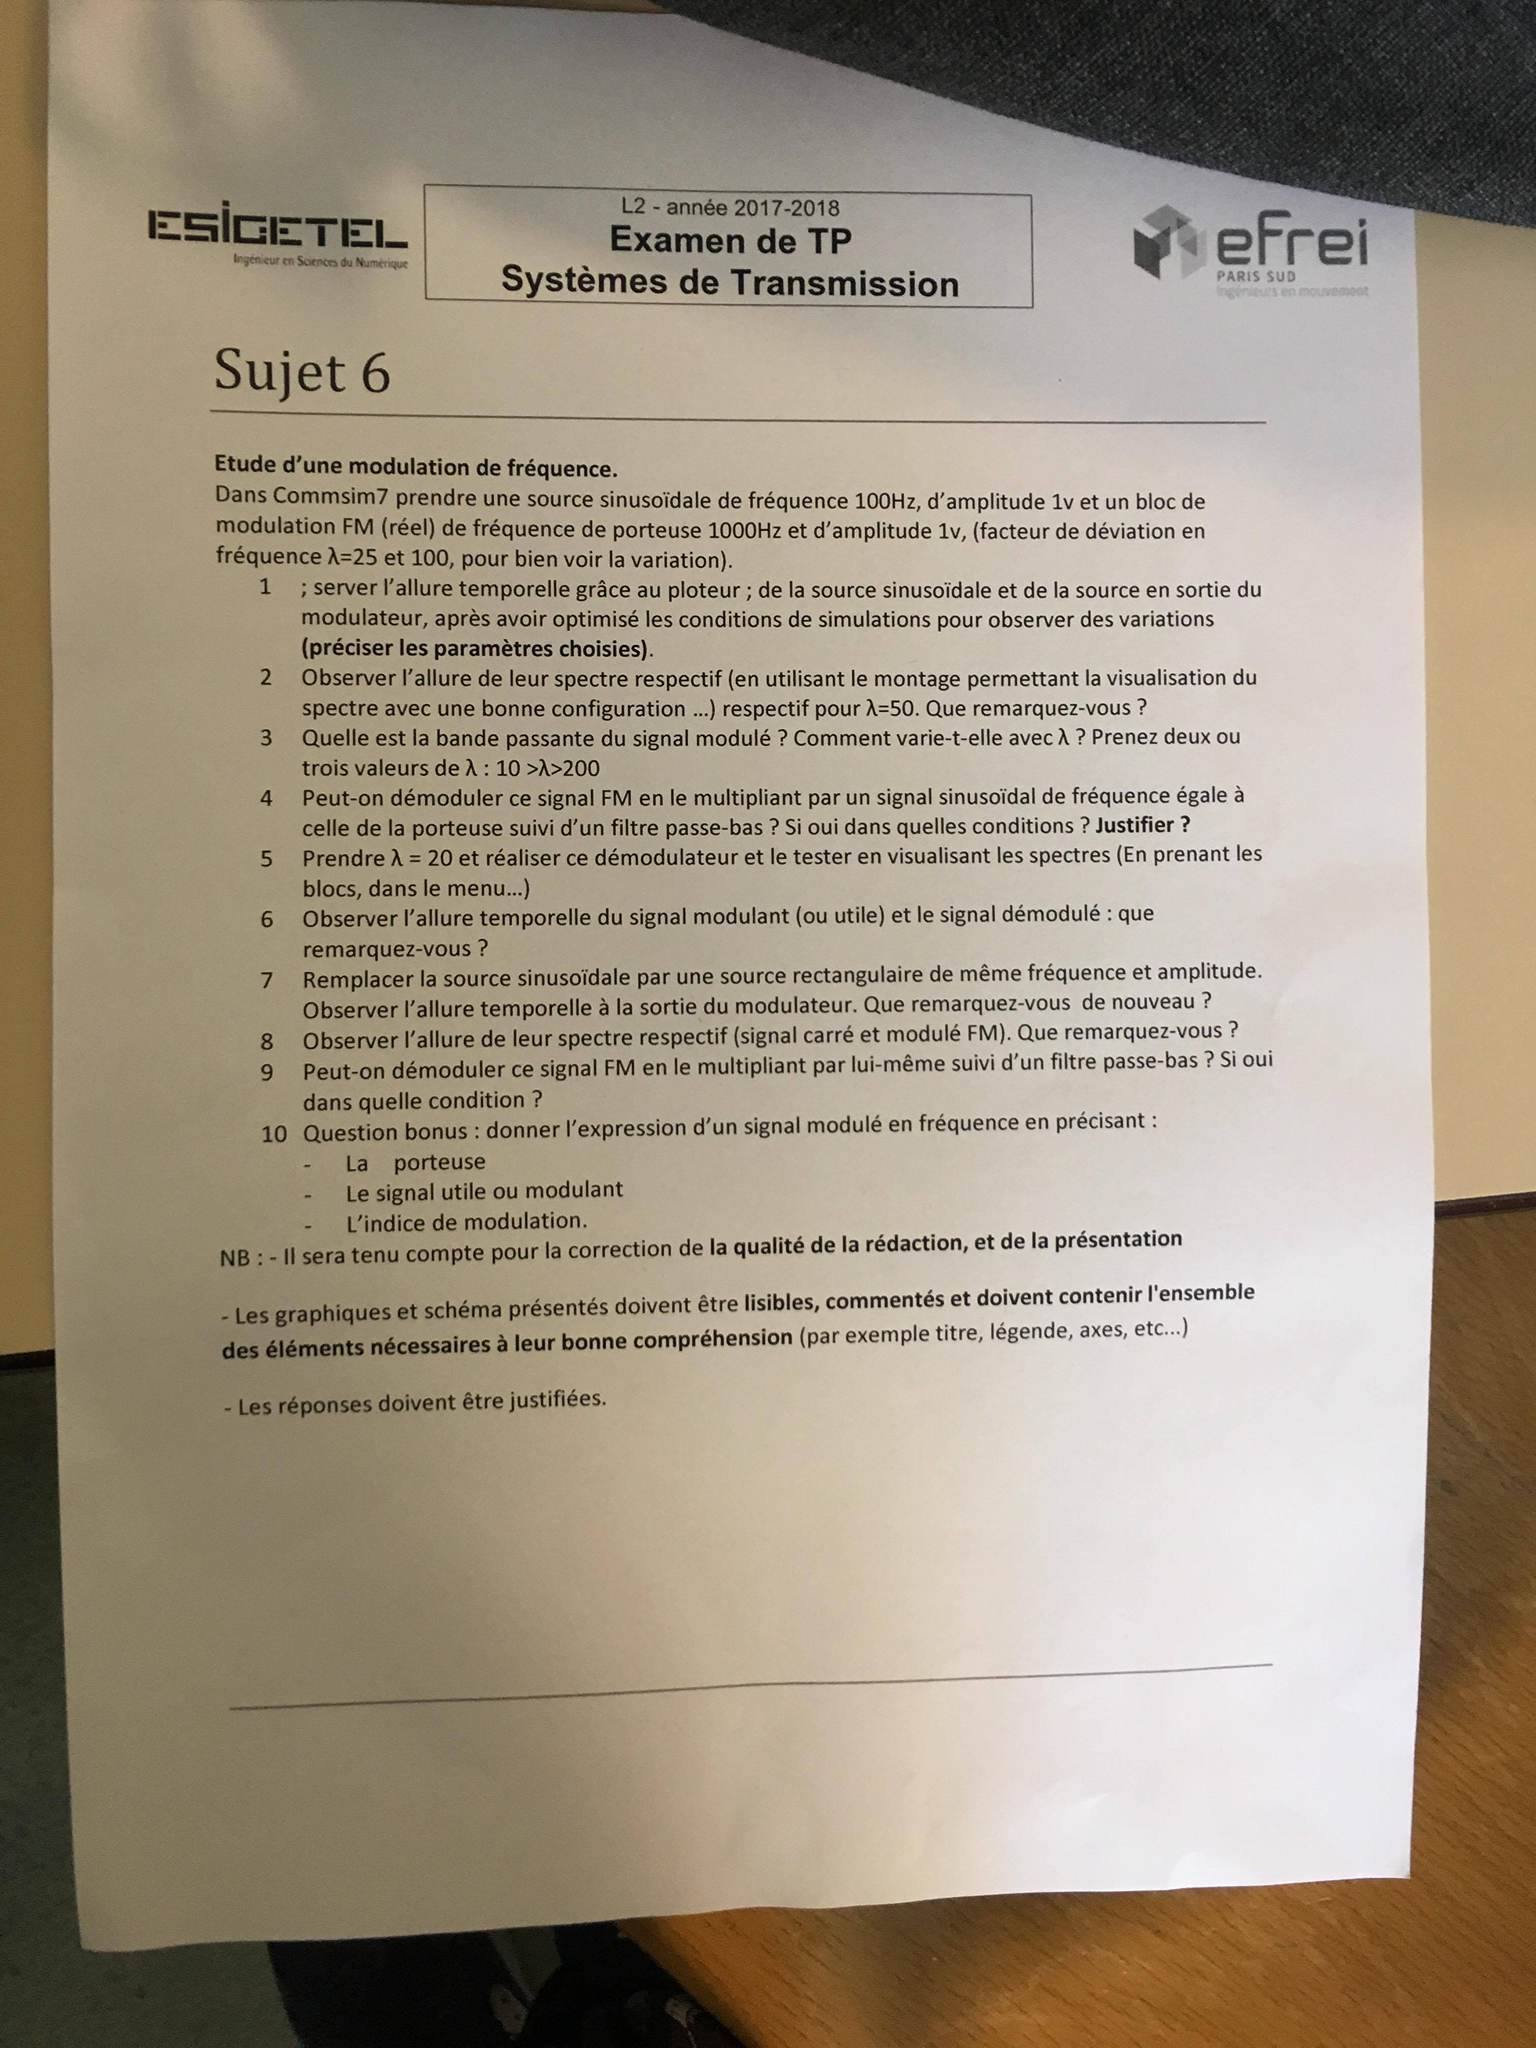 ESIGETEL
Ingénieur en Sciences du Numérique
L2 - année 2017-2018
Examen de TP
Systèmes de Transmission
efrei
PARIS SUD
Ingénieurs en mouvement
Sujet 6
Etude d'une modulation de fréquence.
Dans Commsim7 prendre une source sinusoïdale de fréquence 100Hz, d'amplitude 1v et un bloc de
modulation FM (réel) de fréquence de porteuse 1000Hz et d'amplitude 1v, (facteur de déviation en
fréquence λ=25 et 100, pour bien voir la variation).
1 ; server l'allure temporelle grâce au ploteur ; de la source sinusoïdale et de la source en sortie du
modulateur, après avoir optimisé les conditions de simulations pour observer des variations
(préciser les paramètres choisies).
2 Observer l'allure de leur spectre respectif (en utilisant le montage permettant la visualisation du
spectre avec une bonne configuration ...) respectif pour λ=50. Que remarquez-vous ?
3 Quelle est la bande passante du signal modulé ? Comment varie-t-elle avec λ ? Prenez deux ou
trois valeurs de λ : 10 >λ>200
4 Peut-on démoduler ce signal FM en le multipliant par un signal sinusoïdal de fréquence égale à
celle de la porteuse suivi d'un filtre passe-bas ? Si oui dans quelles conditions ? Justifier ?
5 Prendre λ = 20 et réaliser ce démodulateur et le tester en visualisant les spectres (En prenant les
blocs, dans le menu...)
6 Observer l'allure temporelle du signal modulant (ou utile) et le signal démodulé : que
remarquez-vous ?
7 Remplacer la source sinusoïdale par une source rectangulaire de même fréquence et amplitude.
Observer l'allure temporelle à la sortie du modulateur. Que remarquez-vous de nouveau ?
8 Observer l'allure de leur spectre respectif (signal carré et modulé FM). Que remarquez-vous ?
9 Peut-on démoduler ce signal FM en le multipliant par lui-même suivi d'un filtre passe-bas ? Si oui
dans quelle condition ?
10 Question bonus : donner l'expression d'un signal modulé en fréquence en précisant :
- La porteuse
- Le signal utile ou modulant
- L'indice de modulation.
NB : - Il sera tenu compte pour la correction de la qualité de la rédaction, et de la présentation
- Les graphiques et schéma présentés doivent être lisibles, commentés et doivent contenir l'ensemble
des éléments nécessaires à leur bonne compréhension (par exemple titre, légende, axes, etc...)
- Les réponses doivent être justifiées.